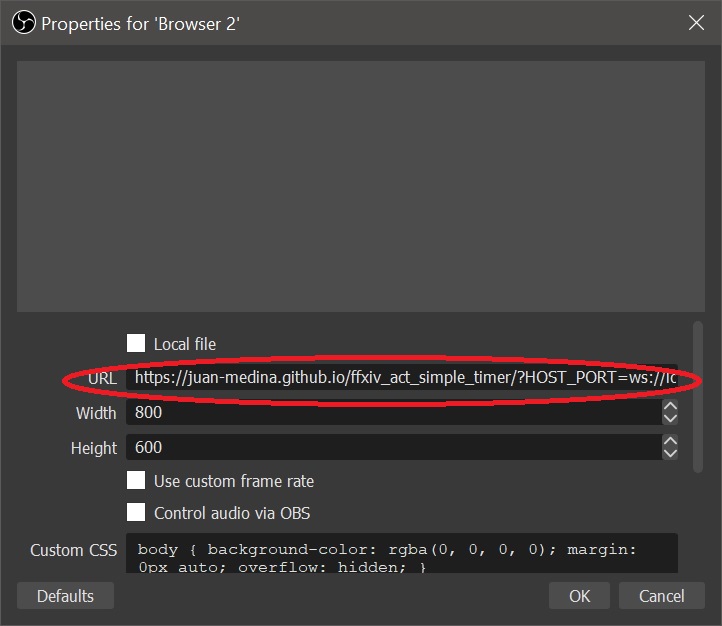 Properties for 'Browser 2'
Local file
URL https://juan-medina.github.io/ffxiv_act_simple_timer/?HOST_PORT=ws://lo
Width 800
Height 600
Use custom frame rate
Control audio via OBS
Custom CSS body { background-color: rgba(0, 0, 0, 0); margin:
0px auto; overflow: hidden; }
Defaults OK Cancel